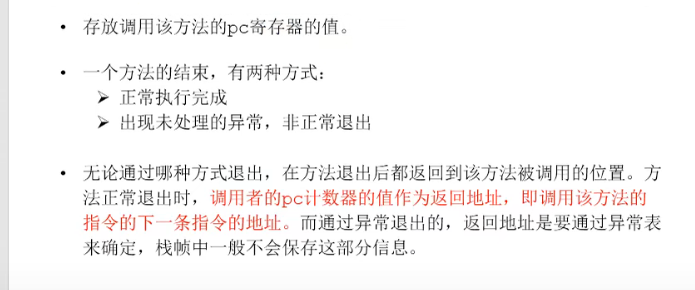 • 存放调用该方法的pc寄存器的值。
• 一个方法的结束，有两种方式：
➢ 正常执行完成
➢ 出现未处理的异常，非正常退出
• 无论通过哪种方式退出，在方法退出后都返回到该方法被调用的位置。方
法正常退出时，调用者的pc计数器的值作为返回地址，即调用该方法的
指令的下一条指令的地址。而通过异常退出的，返回地址是要通过异常表
来确定，栈帧中一般不会保存这部分信息。